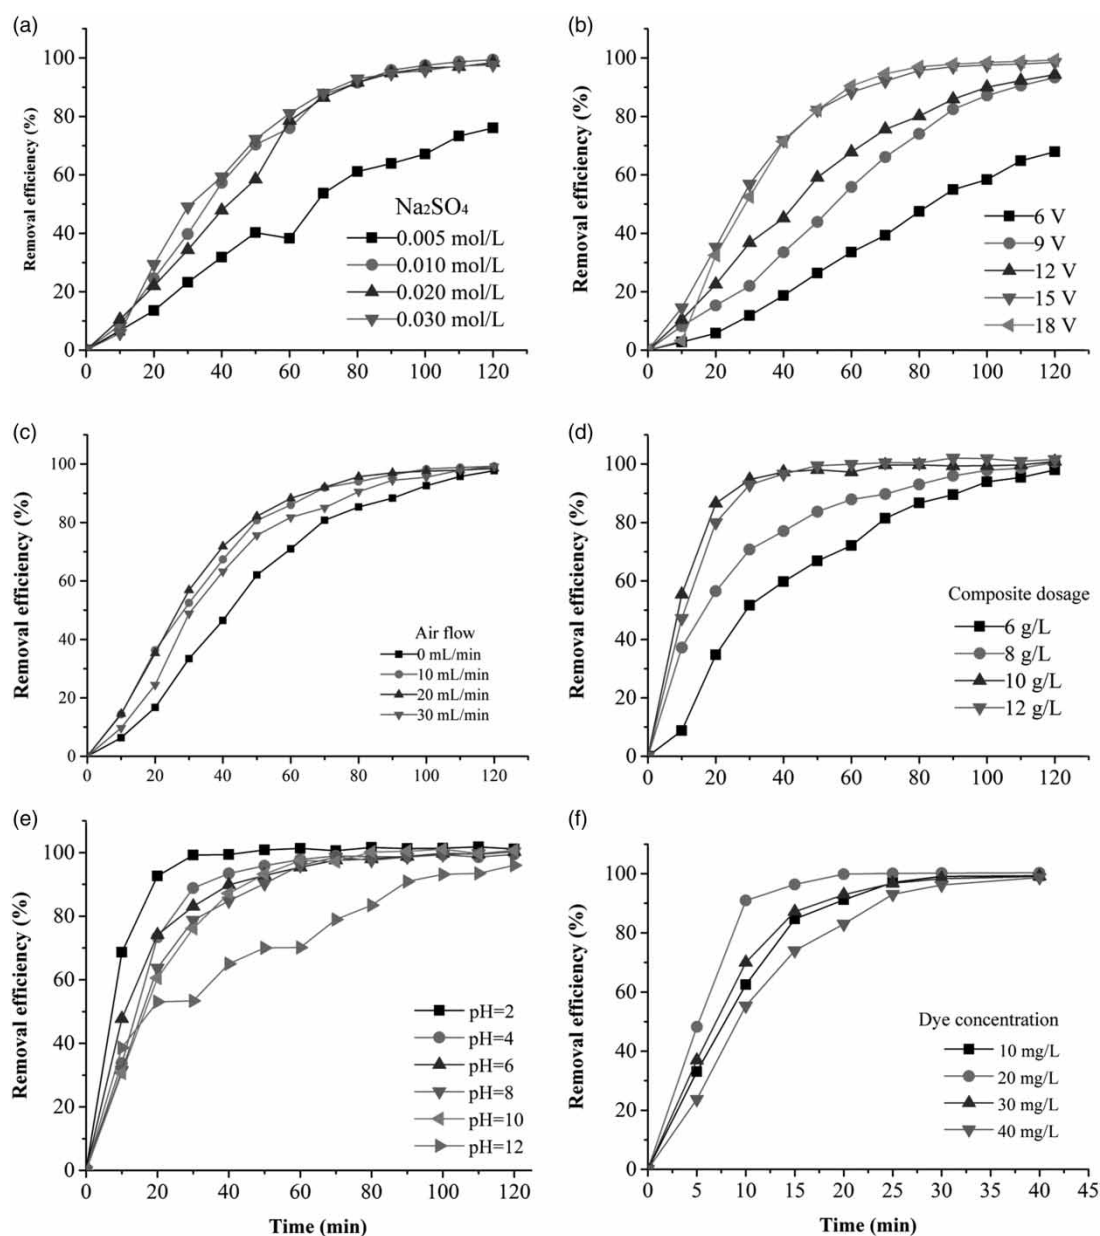 (a)
Removal efficiency (%)
100
80
60
40
20
0
Na₂SO₄
0.005 mol/L
0.010 mol/L
0.020 mol/L
0.030 mol/L
0 20 40 60 80 100 120
(b)
Removal efficiency (%)
100
80
60
40
20
0
6 V
9 V
12 V
15 V
18 V
0 20 40 60 80 100 120
(c)
Removal efficiency (%)
100
80
60
40
20
0
Air flow
0 mL/min
10 mL/min
20 mL/min
30 mL/min
0 20 40 60 80 100 120
(d)
Removal efficiency (%)
100
80
60
40
20
0
Composite dosage
6 g/L
8 g/L
10 g/L
12 g/L
0 20 40 60 80 100 120
(e)
Removal efficiency (%)
100
80
60
40
20
0
pH=2
pH=4
pH=6
pH=8
pH=10
pH=12
0 20 40 60 80 100 120
Time (min)
(f)
Removal efficiency (%)
100
80
60
40
20
0
Dye concentration
10 mg/L
20 mg/L
30 mg/L
40 mg/L
0 5 10 15 20 25 30 35 40 45
Time (min)